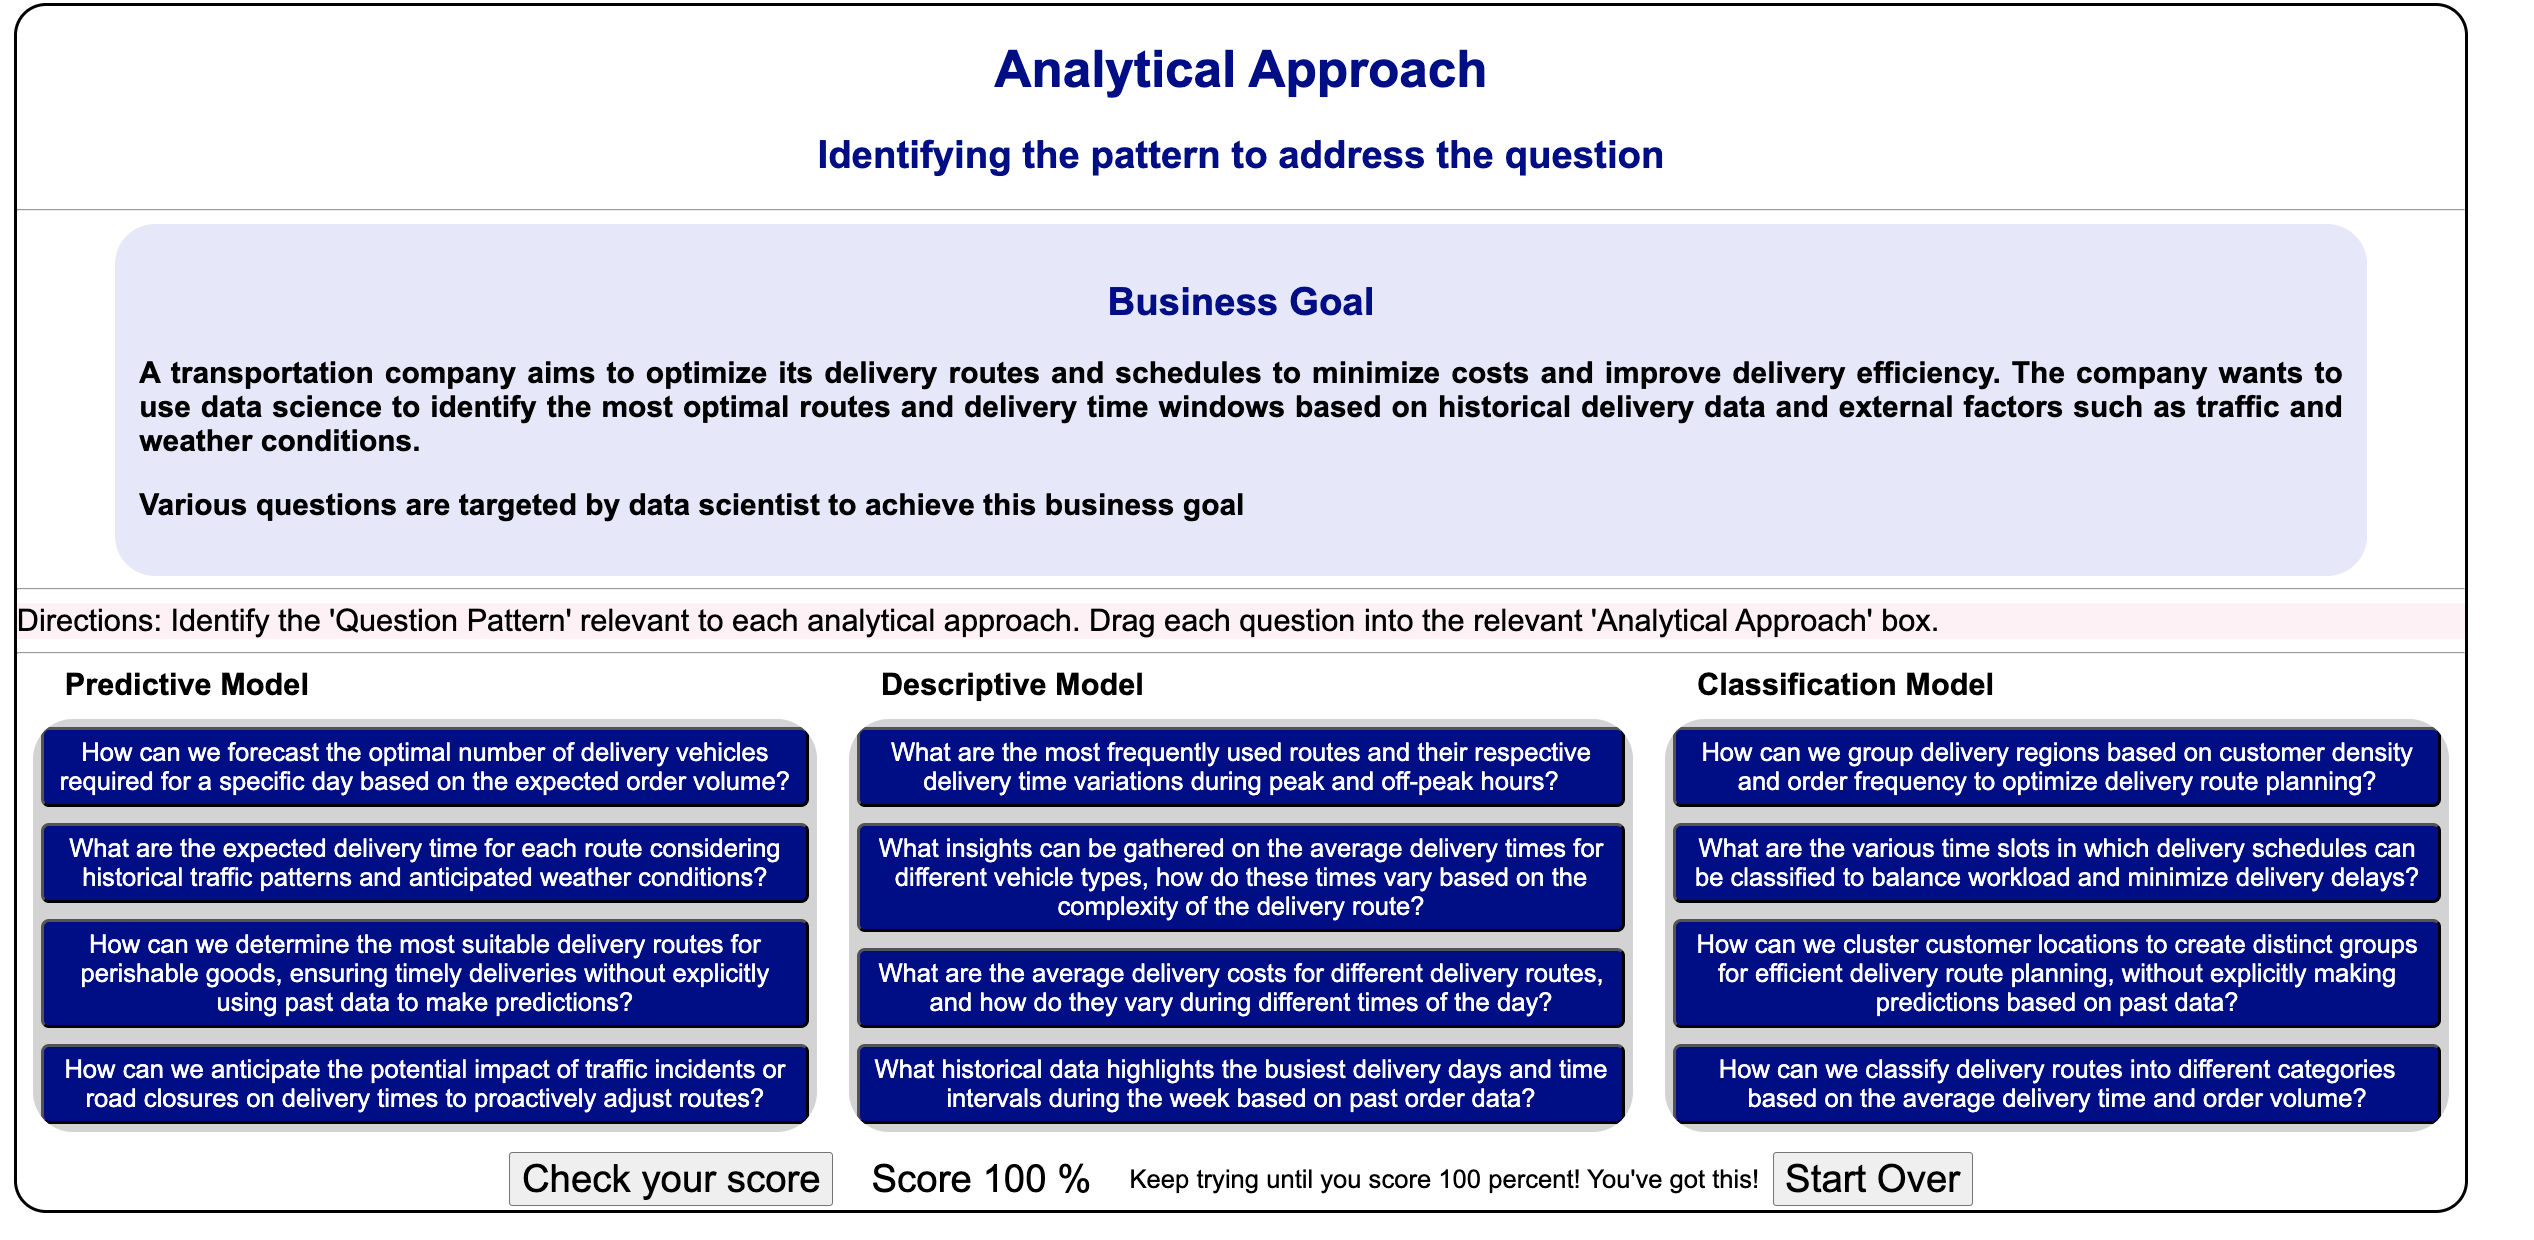 Analytical Approach
Identifying the pattern to address the question
Business Goal
A transportation company aims to optimize its delivery routes and schedules to minimize costs and improve delivery efficiency. The company wants to
use data science to identify the most optimal routes and delivery time windows based on historical delivery data and external factors such as traffic and
weather conditions.
Various questions are targeted by data scientist to achieve this business goal
Directions: Identify the 'Question Pattern' relevant to each analytical approach. Drag each question into the relevant 'Analytical Approach' box.
Predictive Model
How can we forecast the optimal number of delivery vehicles
required for a specific day based on the expected order volume?
What are the expected delivery time for each route considering
historical traffic patterns and anticipated weather conditions?
How can we determine the most suitable delivery routes for
perishable goods, ensuring timely deliveries without explicitly
using past data to make predictions?
How can we anticipate the potential impact of traffic incidents or
road closures on delivery times to proactively adjust routes?
Descriptive Model
What are the most frequently used routes and their respective
delivery time variations during peak and off-peak hours?
What insights can be gathered on the average delivery times for
different vehicle types, how do these times vary based on the
complexity of the delivery route?
What are the average delivery costs for different delivery routes,
and how do they vary during different times of the day?
What historical data highlights the busiest delivery days and time
intervals during the week based on past order data?
Classification Model
How can we group delivery regions based on customer density
and order frequency to optimize delivery route planning?
What are the various time slots in which delivery schedules can
be classified to balance workload and minimize delivery delays?
How can we cluster customer locations to create distinct groups
for efficient delivery route planning, without explicitly making
predictions based on past data?
How can we classify delivery routes into different categories
based on the average delivery time and order volume?
Check your score
Score 100 %
Keep trying until you score 100 percent! You've got this!
Start Over